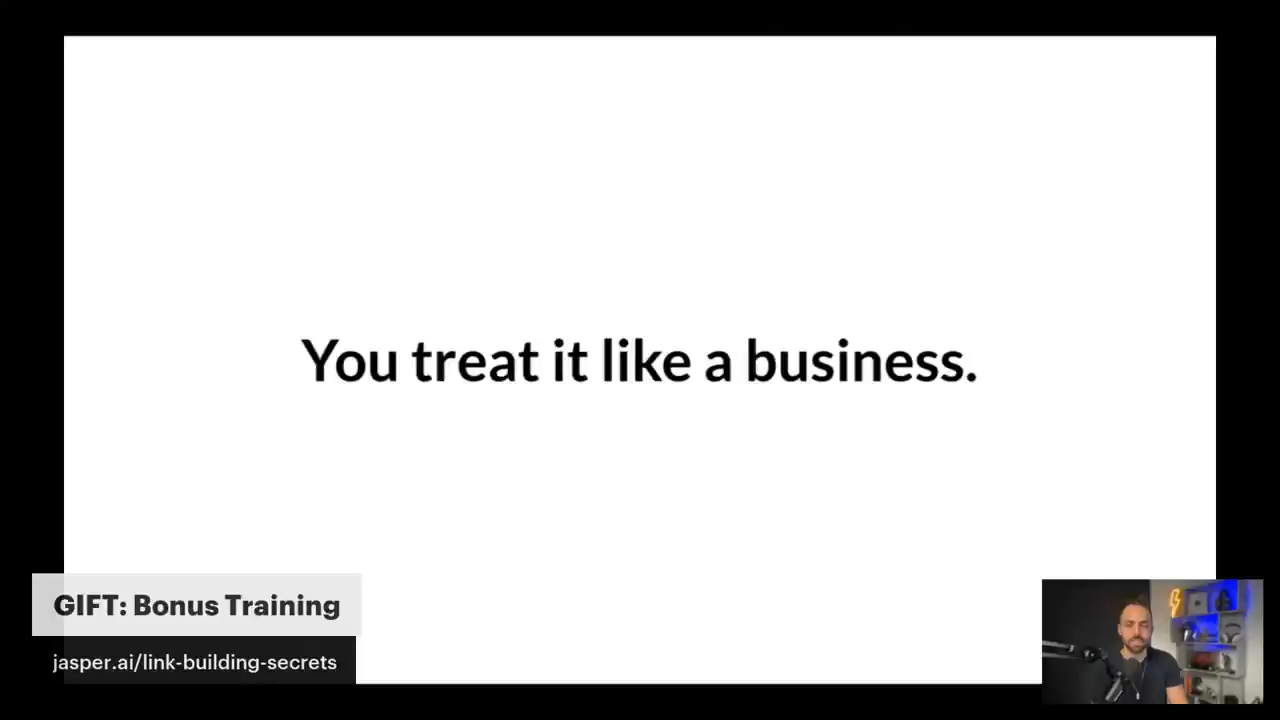 You treat it like a business.
GIFT: Bonus Training
jasper.ai/link-building-secrets